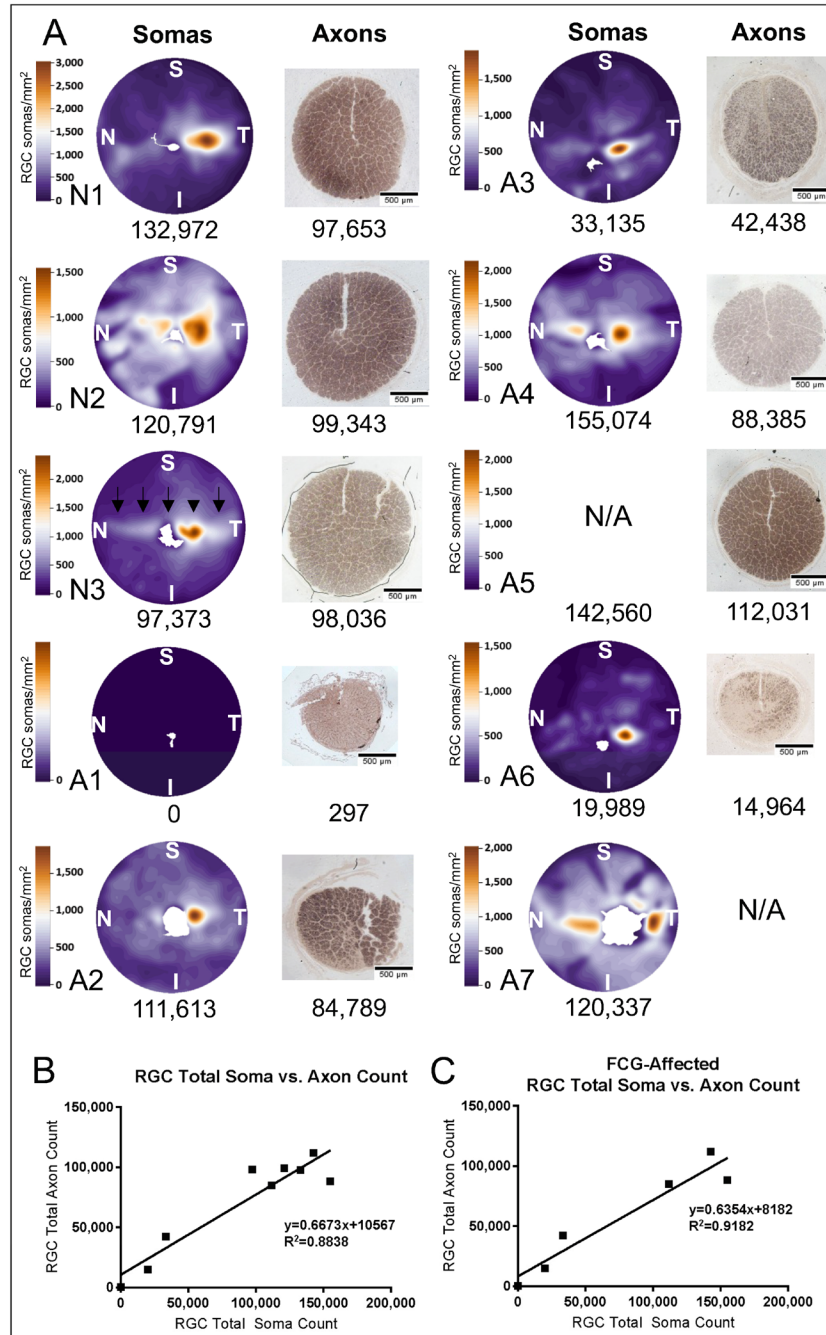 A
Somas
Axons
Somas
Axons
RGC somas/mm2
3,000
2,500
2,000
1,500
1,000
500
0
N1
S
N
T
I
132,972
500 µm
97,653
RGC somas/mm2
1,500
1,000
500
0
A3
S
N
T
I
33,135
500 µm
42,438
RGC somas/mm2
1,500
1,000
500
0
N2
S
N
T
I
120,791
500 µm
99,343
RGC somas/mm2
2,000
1,500
1,000
500
0
A4
S
N
T
I
155,074
500 µm
88,385
RGC somas/mm2
2,000
1,500
1,000
500
0
N3
S
N
T
I
97,373
500 µm
98,036
RGC somas/mm2
2,000
1,500
1,000
500
0
A5
N/A
142,560
500 µm
112,031
RGC somas/mm2
0
A1
S
N
T
I
0
500 µm
297
RGC somas/mm2
1,500
1,000
500
0
A6
S
N
T
I
19,989
500 µm
14,964
RGC somas/mm2
1,500
1,000
500
0
A2
S
N
T
I
111,613
500 µm
84,789
RGC somas/mm2
2,000
1,500
1,000
500
0
A7
S
N
T
I
120,337
N/A
B
RGC Total Soma vs. Axon Count
RGC Total Axon Count
150,000
100,000
50,000
0
y=0.6673x+10567
R2=0.8838
0
50,000
100,000
150,000
200,000
RGC Total Soma Count
C
FCG-Affected
RGC Total Soma vs. Axon Count
RGC Total Axon Count
150,000
100,000
50,000
0
y=0.6354x+8182
R2=0.9182
0
50,000
100,000
150,000
200,000
RGC Total Soma Count